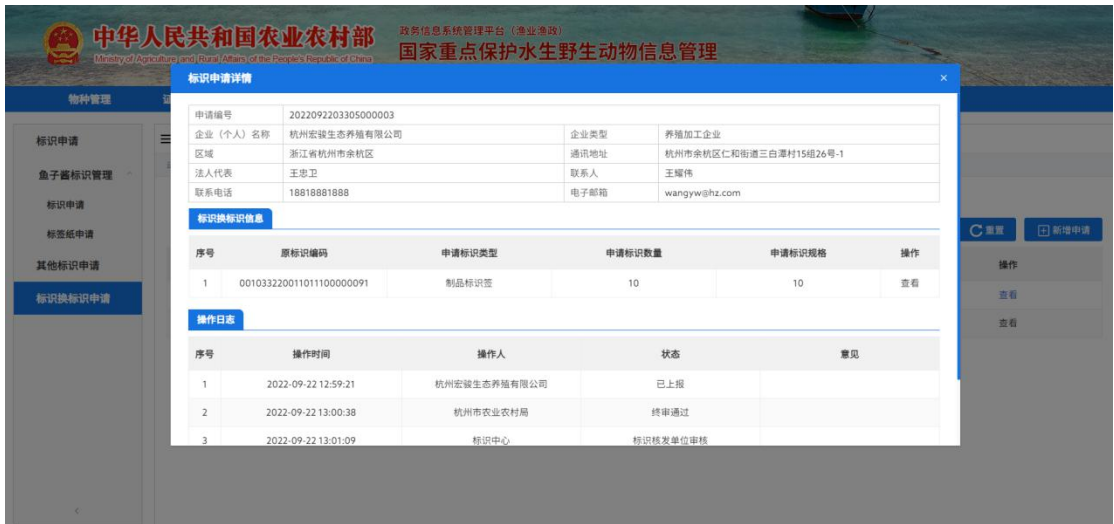 中华人民共和国农业农村部
Ministry of Agriculture and Rural Affairs of the People's Republic of China
政务信息系统管理平台（渔业渔政）
国家重点保护水生野生动物信息管理
标识申请详情 ×
物种管理
申请编号 2022092203305000003
企业（个人）名称 杭州宏骏生态养殖有限公司 企业类型 养殖加工企业
标识申请
区域 浙江省杭州市余杭区 通讯地址 杭州市余杭区仁和街道三白潭村15组26号-1
法人代表 王忠卫 联系人 王耀伟
鱼子酱标识管理
联系电话 18818881888 电子邮箱 wangyw@hz.com
标识申请
标识换标识信息
标签纸申请
重置 新增申请
序号 原标识编码 申请标识类型 申请标识数量 申请标识规格 操作
其他标识申请
操作
1 001033220011011100000091 制品标识签 10 10 查看
标识换标识申请
查看
操作日志
查看
序号 操作时间 操作人 状态 意见
1 2022-09-22 12:59:21 杭州宏骏生态养殖有限公司 已上报
2 2022-09-22 13:00:38 杭州市农业农村局 终审通过
3 2022-09-22 13:01:09 标识中心 标识核发单位审核